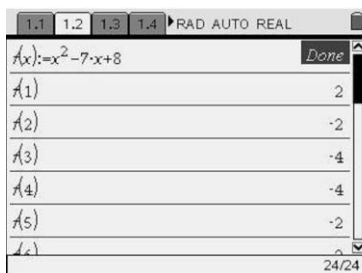 1.1 1.2 1.3 1.4 RAD AUTO REAL
f(x):=x²-7·x+8 Done
f(1) 2
f(2) -2
f(3) -4
f(4) -4
f(5) -2
24/24